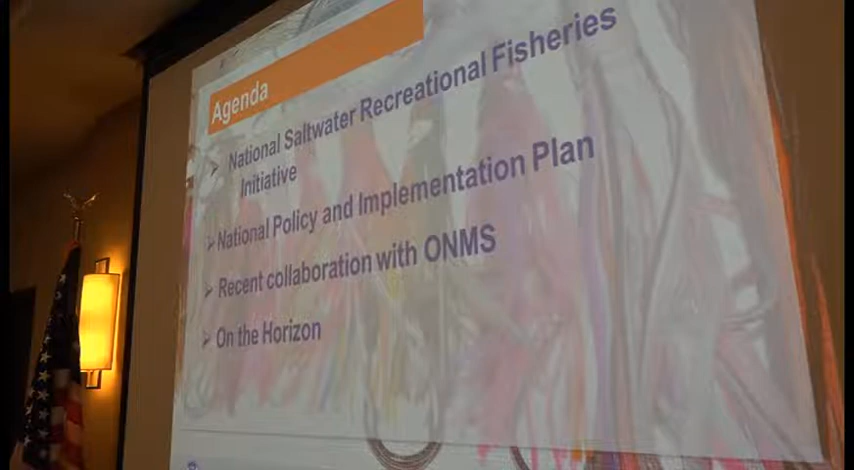 Agenda
➢ National Saltwater Recreational Fisheries
Initiative
➢ National Policy and Implementation Plan
➢ Recent collaboration with ONMS
➢ On the Horizon